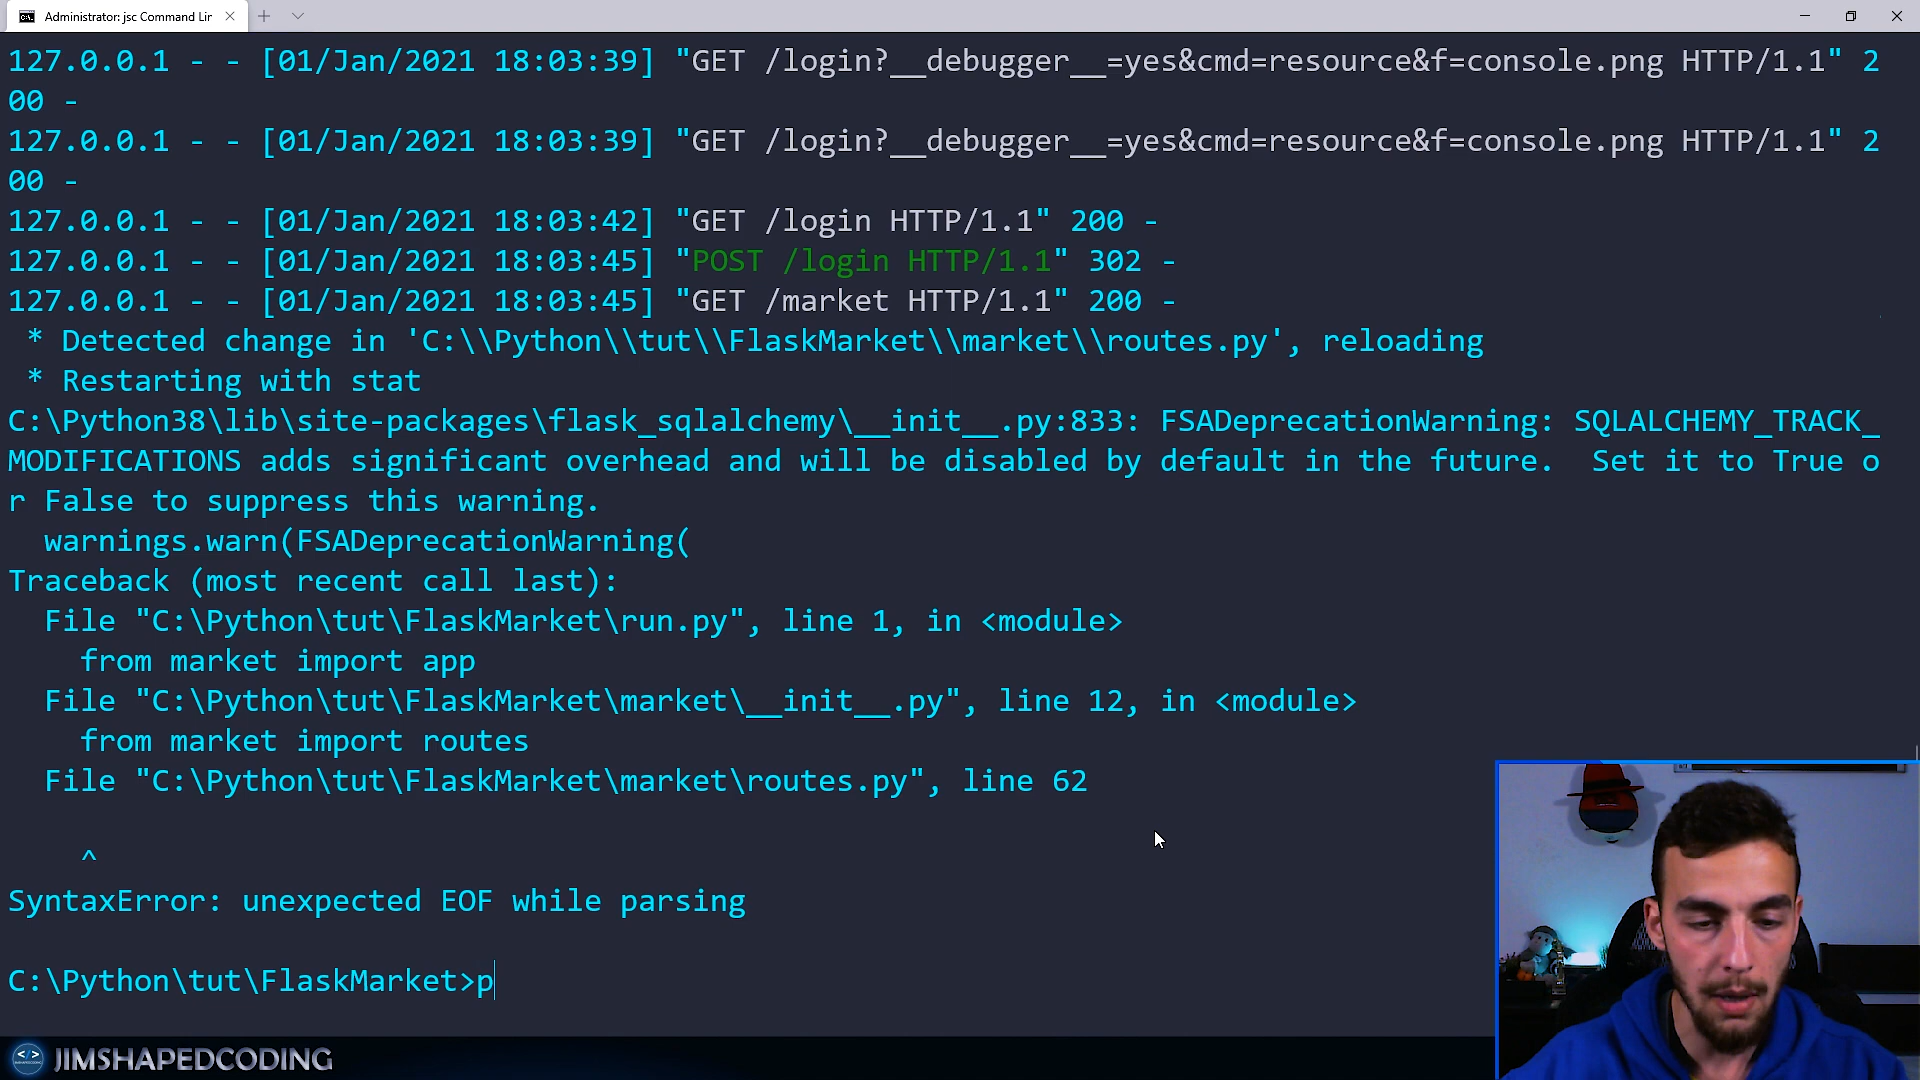 Administrator: jsc Command Lir
127.0.0.1 - - [01/Jan/2021 18:03:39] "GET /login?__debugger__=yes&cmd=resource&f=console.png HTTP/1.1" 2
00 -
127.0.0.1 - - [01/Jan/2021 18:03:39] "GET /login?__debugger__=yes&cmd=resource&f=console.png HTTP/1.1" 2
00 -
127.0.0.1 - - [01/Jan/2021 18:03:42] "GET /login HTTP/1.1" 200 -
127.0.0.1 - - [01/Jan/2021 18:03:45] "POST /login HTTP/1.1" 302 -
127.0.0.1 - - [01/Jan/2021 18:03:45] "GET /market HTTP/1.1" 200 -
 * Detected change in 'C:\\Python\\tut\\FlaskMarket\\market\\routes.py', reloading
 * Restarting with stat
C:\Python38\lib\site-packages\flask_sqlalchemy\__init__.py:833: FSADeprecationWarning: SQLALCHEMY_TRACK_
MODIFICATIONS adds significant overhead and will be disabled by default in the future.  Set it to True o
r False to suppress this warning.
  warnings.warn(FSADeprecationWarning(
Traceback (most recent call last):
  File "C:\Python\tut\FlaskMarket\run.py", line 1, in <module>
    from market import app
  File "C:\Python\tut\FlaskMarket\market\__init__.py", line 12, in <module>
    from market import routes
  File "C:\Python\tut\FlaskMarket\market\routes.py", line 62
    ^
SyntaxError: unexpected EOF while parsing
C:\Python\tut\FlaskMarket>p
JIMSHAPEDCODING